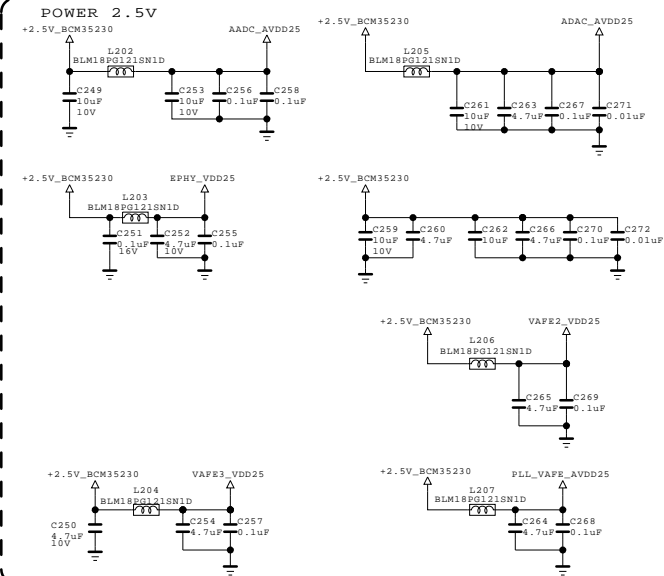 POWER 2.5V
+2.5V_BCM35230
AADC_AVDD25
L202
BLM18PG121SN1D
C249
10uF
10V
C253
10uF
10V
C256
0.1uF
C258
0.1uF
+2.5V_BCM35230
ADAC_AVDD25
L205
BLM18PG121SN1D
C261
10uF
10V
C263
4.7uF
C267
0.1uF
C271
0.01uF
+2.5V_BCM35230
EPHY_VDD25
L203
BLM18PG121SN1D
C251
0.1uF
16V
C252
4.7uF
10V
C255
0.1uF
+2.5V_BCM35230
C259
10uF
10V
C260
4.7uF
C262
10uF
C266
4.7uF
C270
0.1uF
C272
0.01uF
+2.5V_BCM35230
VAFE2_VDD25
L206
BLM18PG121SN1D
C265
4.7uF
C269
0.1uF
+2.5V_BCM35230
VAFE3_VDD25
L204
BLM18PG121SN1D
C250
4.7uF
10V
C254
4.7uF
C257
0.1uF
+2.5V_BCM35230
PLL_VAFE_AVDD25
L207
BLM18PG121SN1D
C264
4.7uF
C268
0.1uF